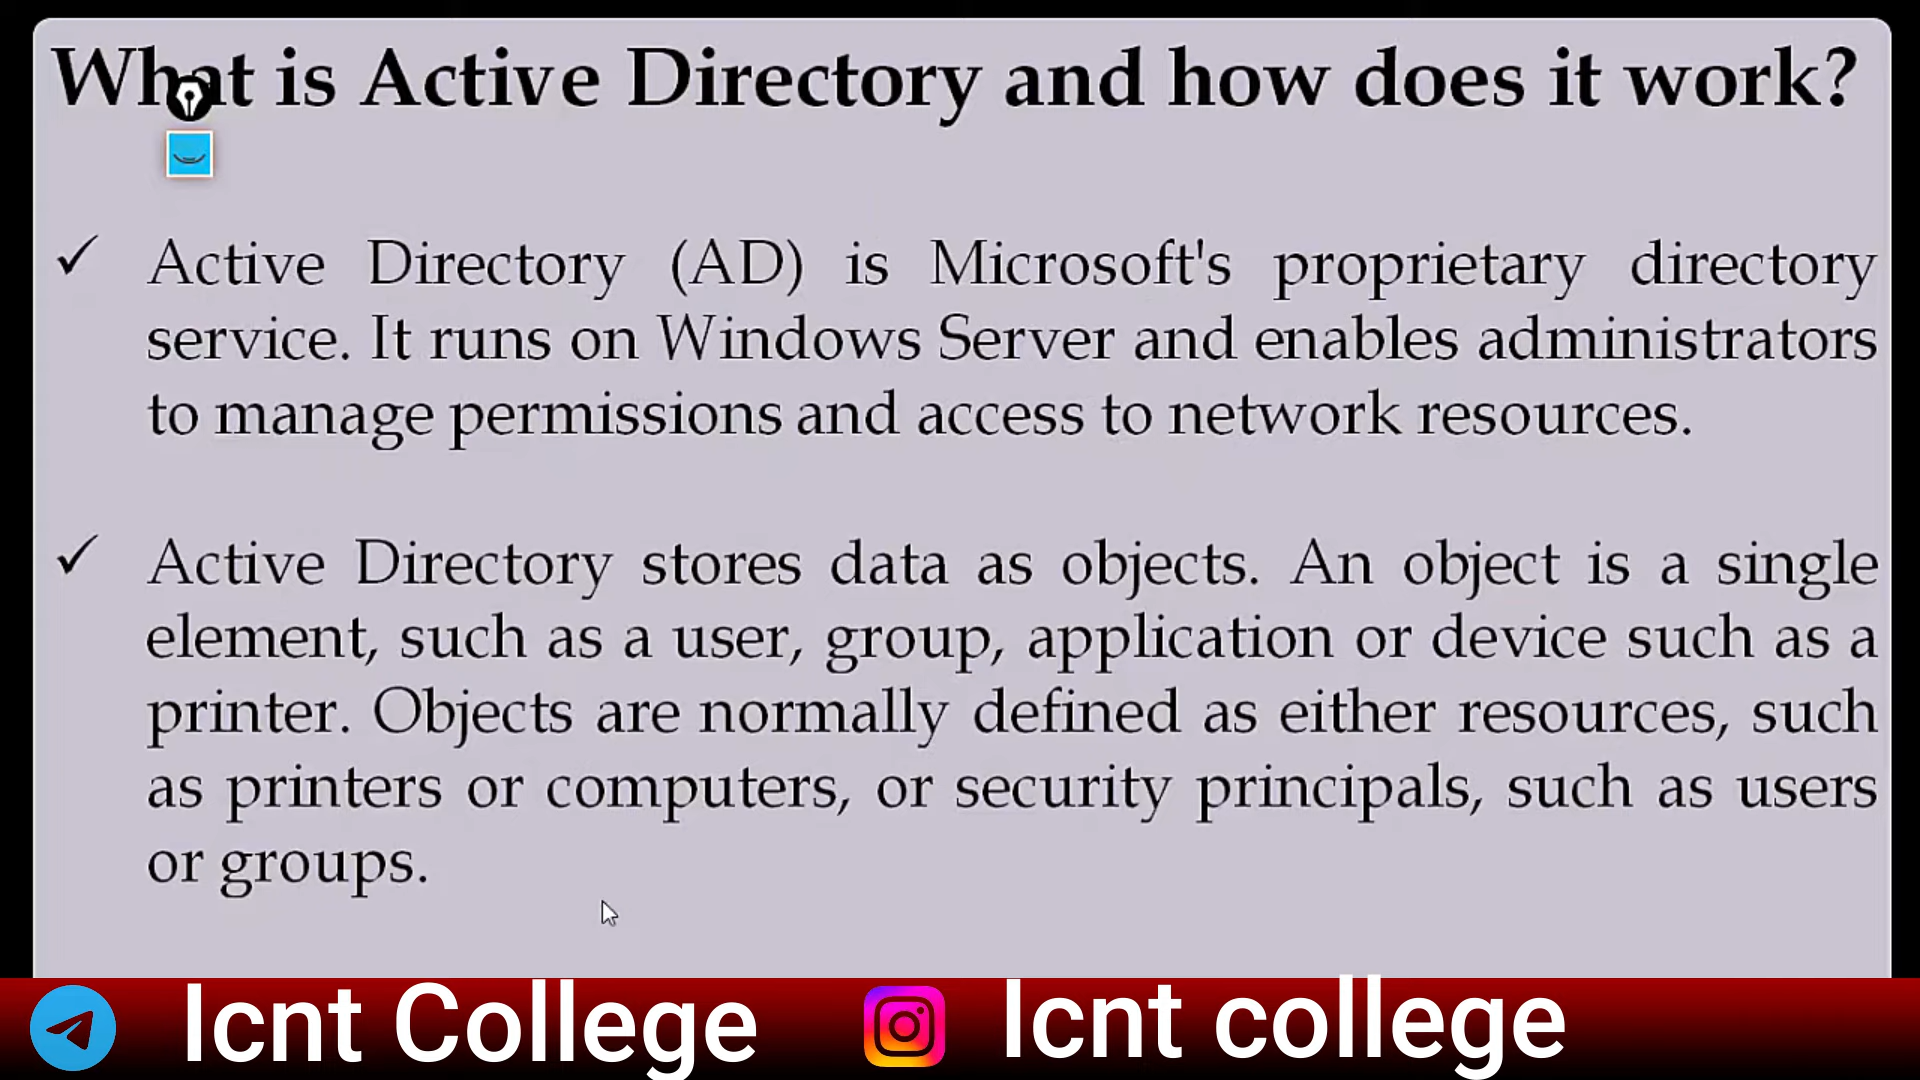 What is Active Directory and how does it work?
✓ Active Directory (AD) is Microsoft's proprietary directory
service. It runs on Windows Server and enables administrators
to manage permissions and access to network resources.
✓ Active Directory stores data as objects. An object is a single
element, such as a user, group, application or device such as a
printer. Objects are normally defined as either resources, such
as printers or computers, or security principals, such as users
or groups.
Icnt College
Icnt college